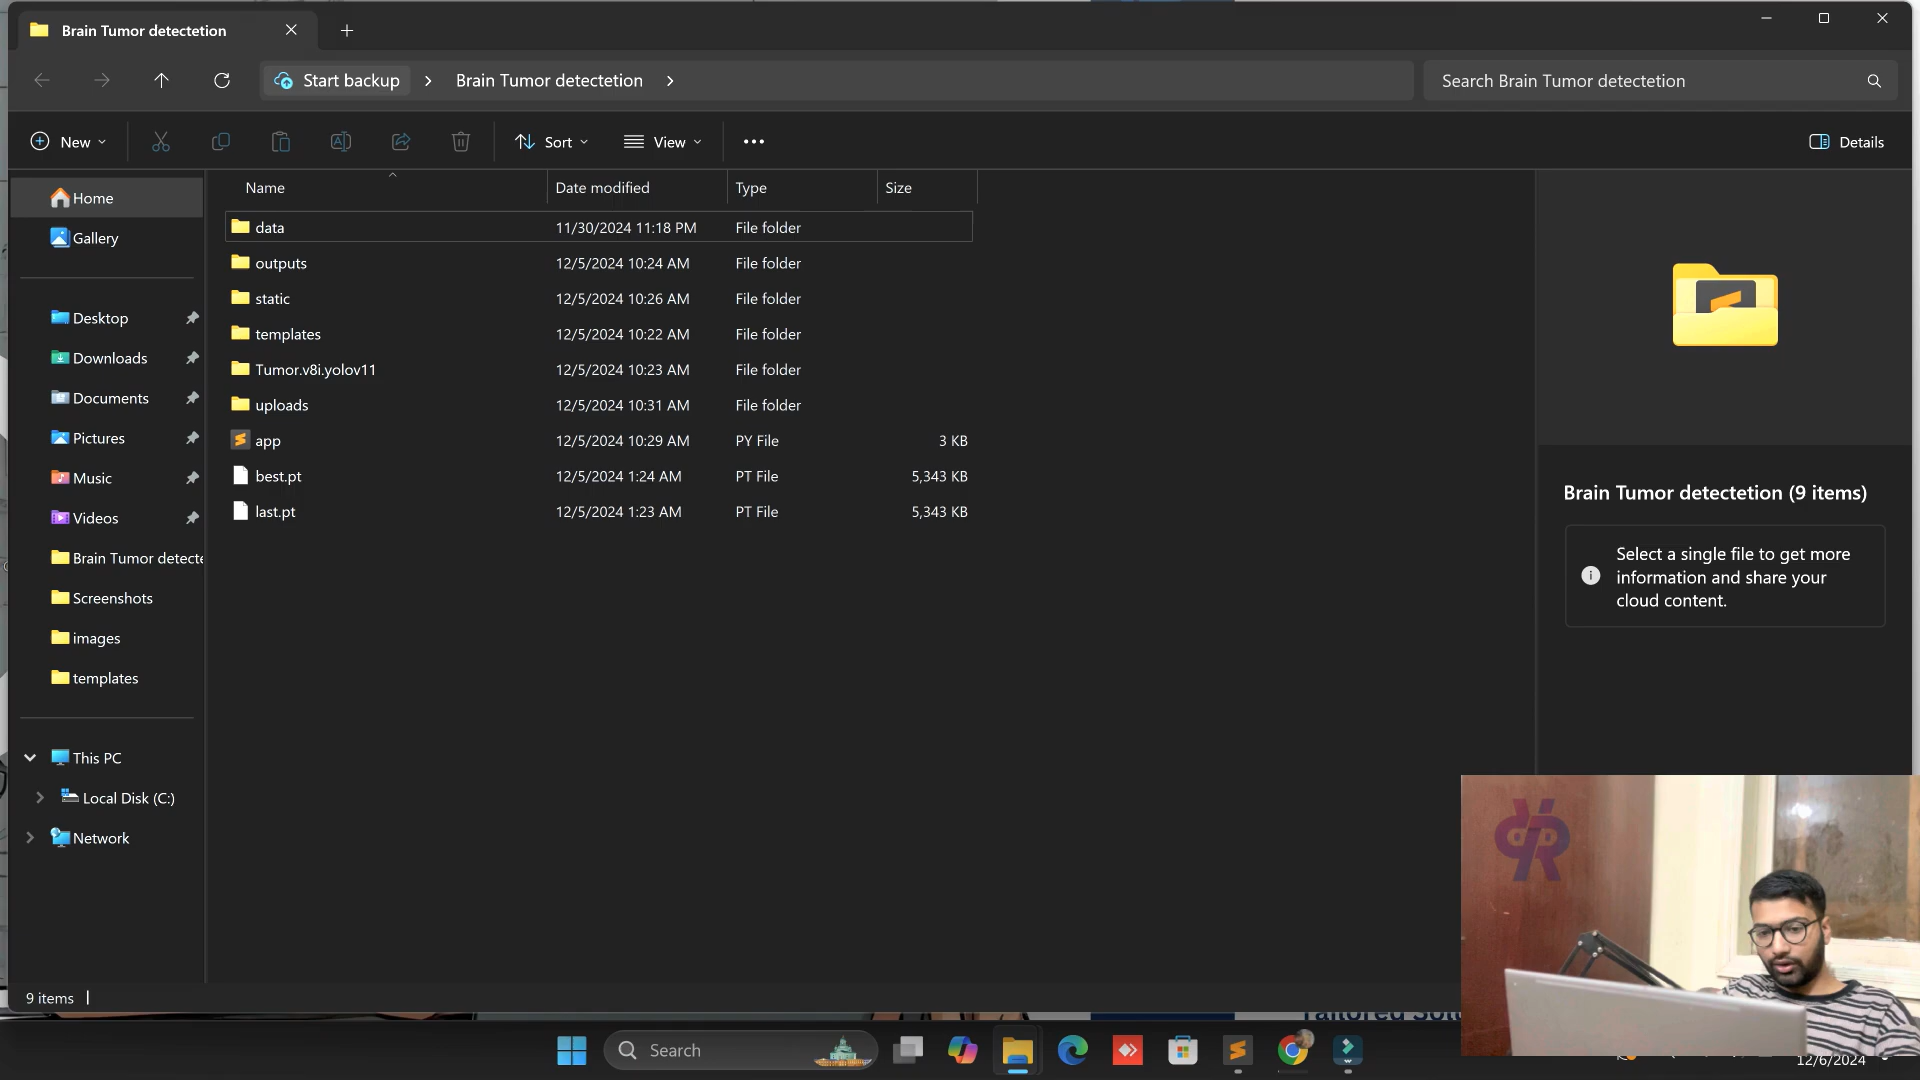 Brain Tumor detectetion
Start backup
Brain Tumor detectetion
Search Brain Tumor detectetion
New
Sort
View
Details
Name Date modified Type Size
Home
Gallery
Desktop
Downloads
Documents
Pictures
Music
Videos
Brain Tumor detecte
Screenshots
images
templates
This PC
Local Disk (C:)
Network
data 11/30/2024 11:18 PM File folder
outputs 12/5/2024 10:24 AM File folder
static 12/5/2024 10:26 AM File folder
templates 12/5/2024 10:22 AM File folder
Tumor.v8i.yolov11 12/5/2024 10:23 AM File folder
uploads 12/5/2024 10:31 AM File folder
app 12/5/2024 10:29 AM PY File 3 KB
best.pt 12/5/2024 1:24 AM PT File 5,343 KB
last.pt 12/5/2024 1:23 AM PT File 5,343 KB
Brain Tumor detectetion (9 items)
Select a single file to get more
information and share your
cloud content.
9 items
Search
12/6/2024